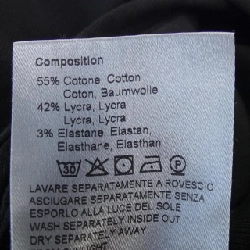 Composition
55% Cotone, Cotton
Coton, Baumwolle
42% Lycra, Lycra
Lycra, Lycra
3% Elastane, Elastan,
Elasthane, Elasthan
30 P
LAVARE SEPARATAMENTE A ROVESCIO
ASCIUGARE SEPARATAMENTE SENZA
ESPORLO ALLA LUCE DEL SOLE
WASH SEPARATELY INSIDE OUT
DRY SEPARATELY AWAY